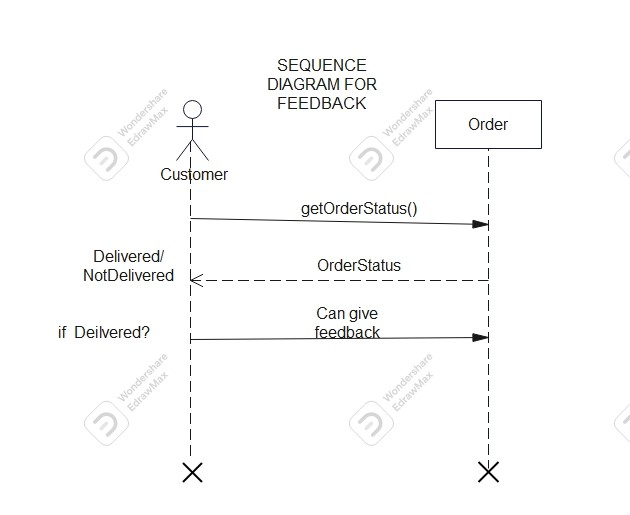 SEQUENCE
DIAGRAM FOR
FEEDBACK
Wondershare
EdrawMax
Wondershare
EdrawMax
Order
Customer
getOrderStatus()
Delivered/
NotDelivered
OrderStatus
Can give
feedback
if Deilvered?
Wondershare
EdrawMax
Wondershare
EdrawMax